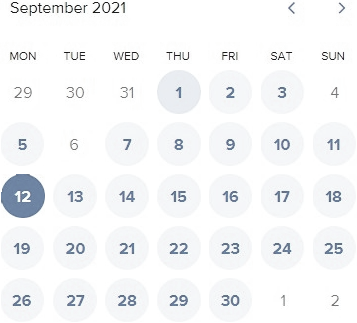 September 2021
MON TUE WED THU FRI SAT SUN
29 30 31 1 2 3 4
5 6 7 8 9 10 11
12 13 14 15 16 17 18
19 20 21 22 23 24 25
26 27 28 29 30 1 2